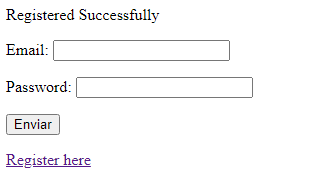 Registered Successfully
Email:
Password:
Enviar
Register here